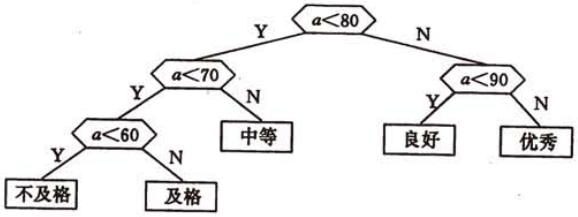 Y a<80 N
Y a<70 N Y a<90 N
Y a<60 N 中等 良好 优秀
不及格 及格